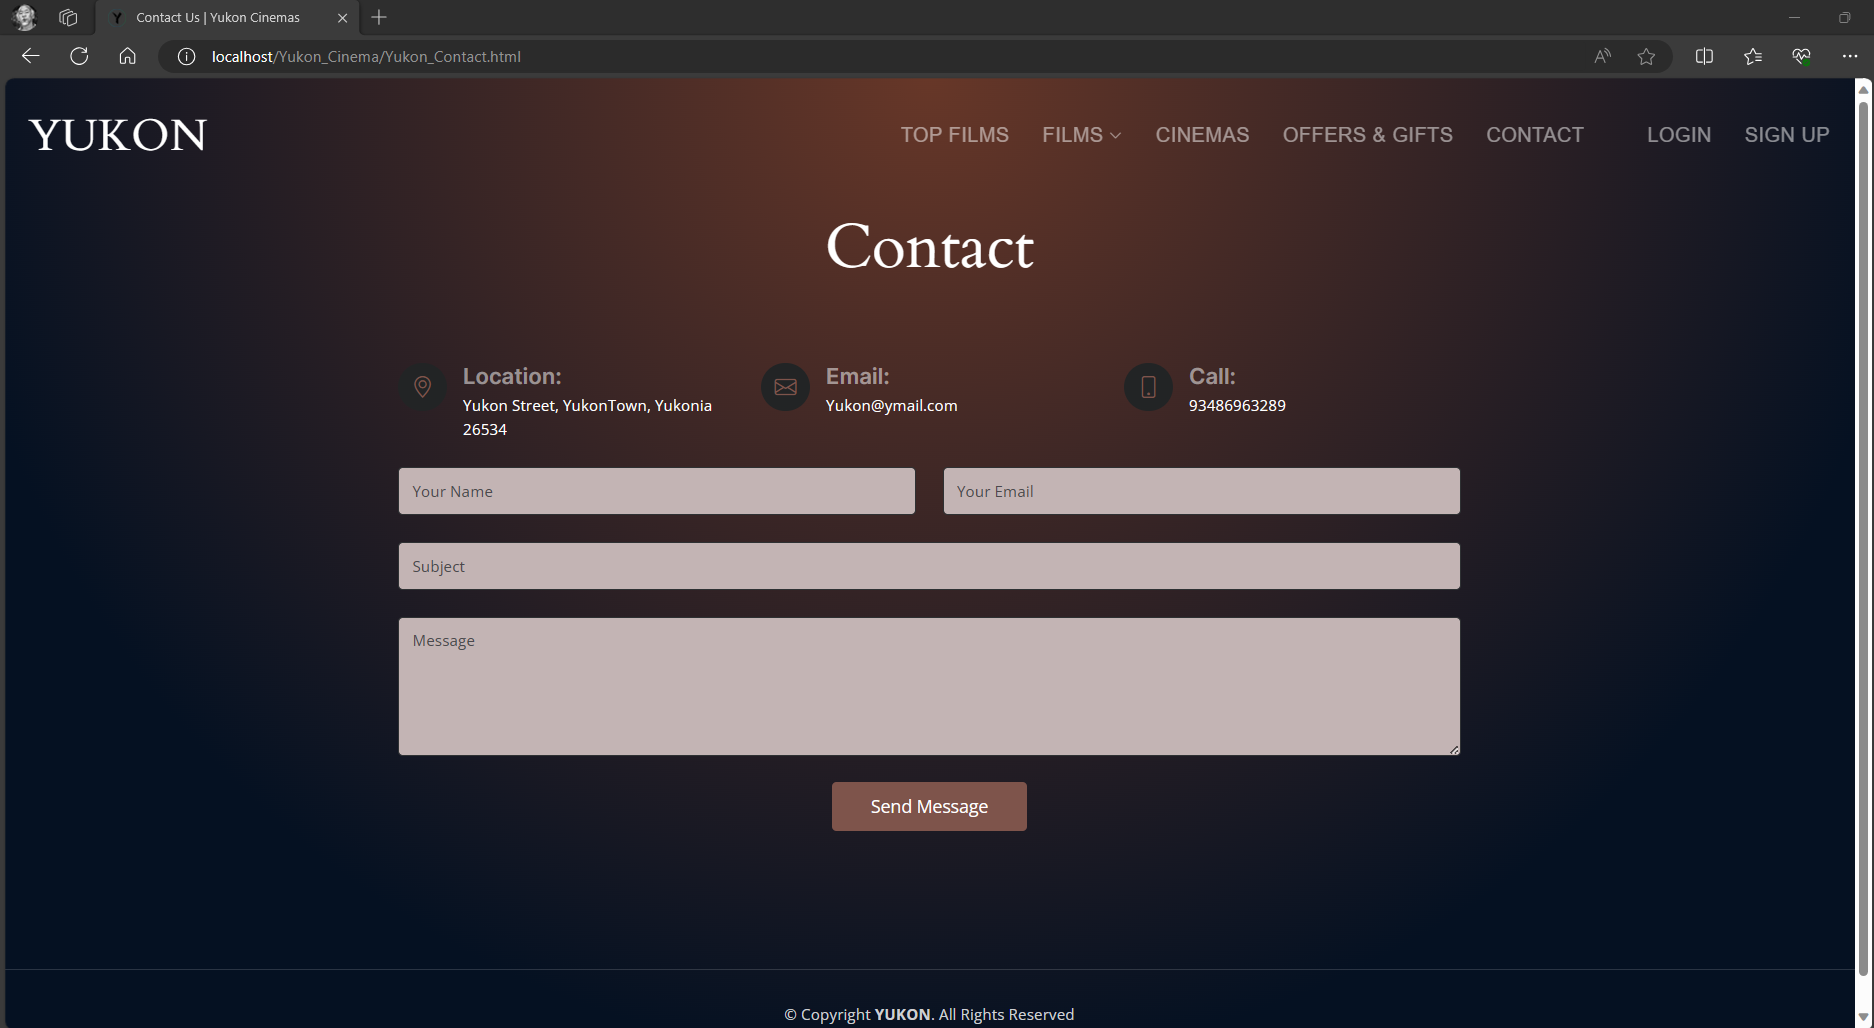 Contact Us | Yukon Cinemas
localhost/Yukon_Cinema/Yukon_Contact.html
YUKON
TOP FILMS FILMS CINEMAS OFFERS & GIFTS CONTACT LOGIN SIGN UP
Contact
Location:
Yukon Street, YukonTown, Yukonia
26534
Email:
Yukon@ymail.com
Call:
93486963289
Your Name
Your Email
Subject
Message
Send Message
© Copyright YUKON. All Rights Reserved